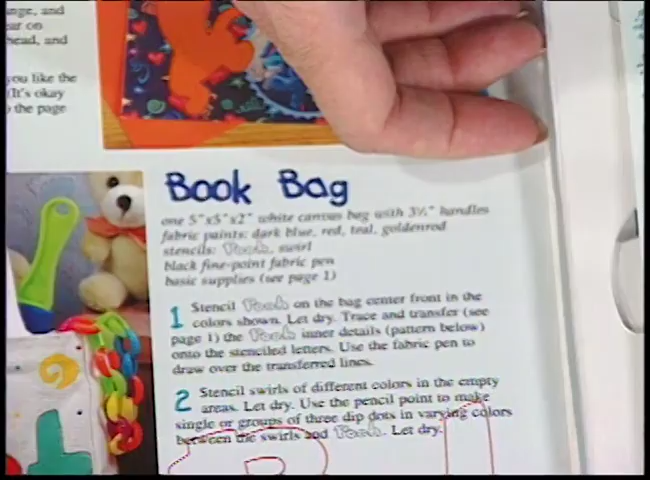 nge, and
ear on
head, and
you like the
(It's okay
the page
Book Bag
one 5"x5"x2" white canvas bag with 3½" handles
fabric paints: dark blue, red, teal, goldenrod
stencils: Pooh, swirl
black fine-point fabric pen
basic supplies (see page 1)
1 Stencil Pooh on the bag center front in the
colors shown. Let dry. Trace and transfer (see
page 1) the Pooh inner details (pattern below)
onto the stenciled letters. Use the fabric pen to
draw over the transferred lines.
2 Stencil swirls of different colors in the empty
areas. Let dry. Use the pencil point to make
single or groups of three dip dots in varying colors
between the swirls and Pooh. Let dry.